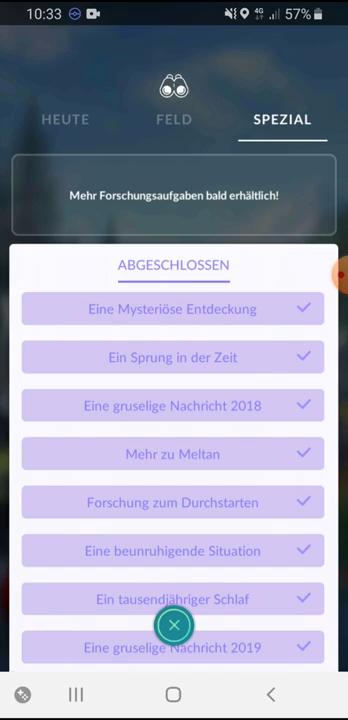 10:33 4G 57%
HEUTE FELD SPEZIAL
Mehr Forschungsaufgaben bald erhältlich!
ABGESCHLOSSEN
Eine Mysteriöse Entdeckung
Ein Sprung in der Zeit
Eine gruselige Nachricht 2018
Mehr zu Meltan
Forschung zum Durchstarten
Eine beunruhigende Situation
Ein tausendjähriger Schlaf
Eine gruselige Nachricht 2019